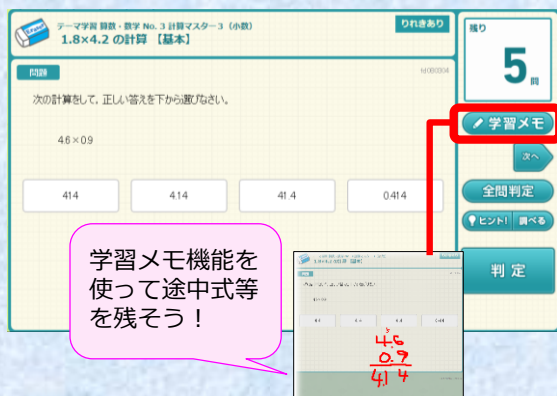 テーマ学習 算数・数学 No. 3 計算マスター3（小数）
1.8×4.2 の計算 【基本】
りれきあり
残り
5問
問題
次の計算をして、正しい答えを下から選びなさい。
4.6×0.9
414
4.14
41.4
0.414
学習メモ
次へ
全問判定
ヒント!
調べる
判定
学習メモ機能を
使って途中式等
を残そう！
4.6
0.9
4.1 4